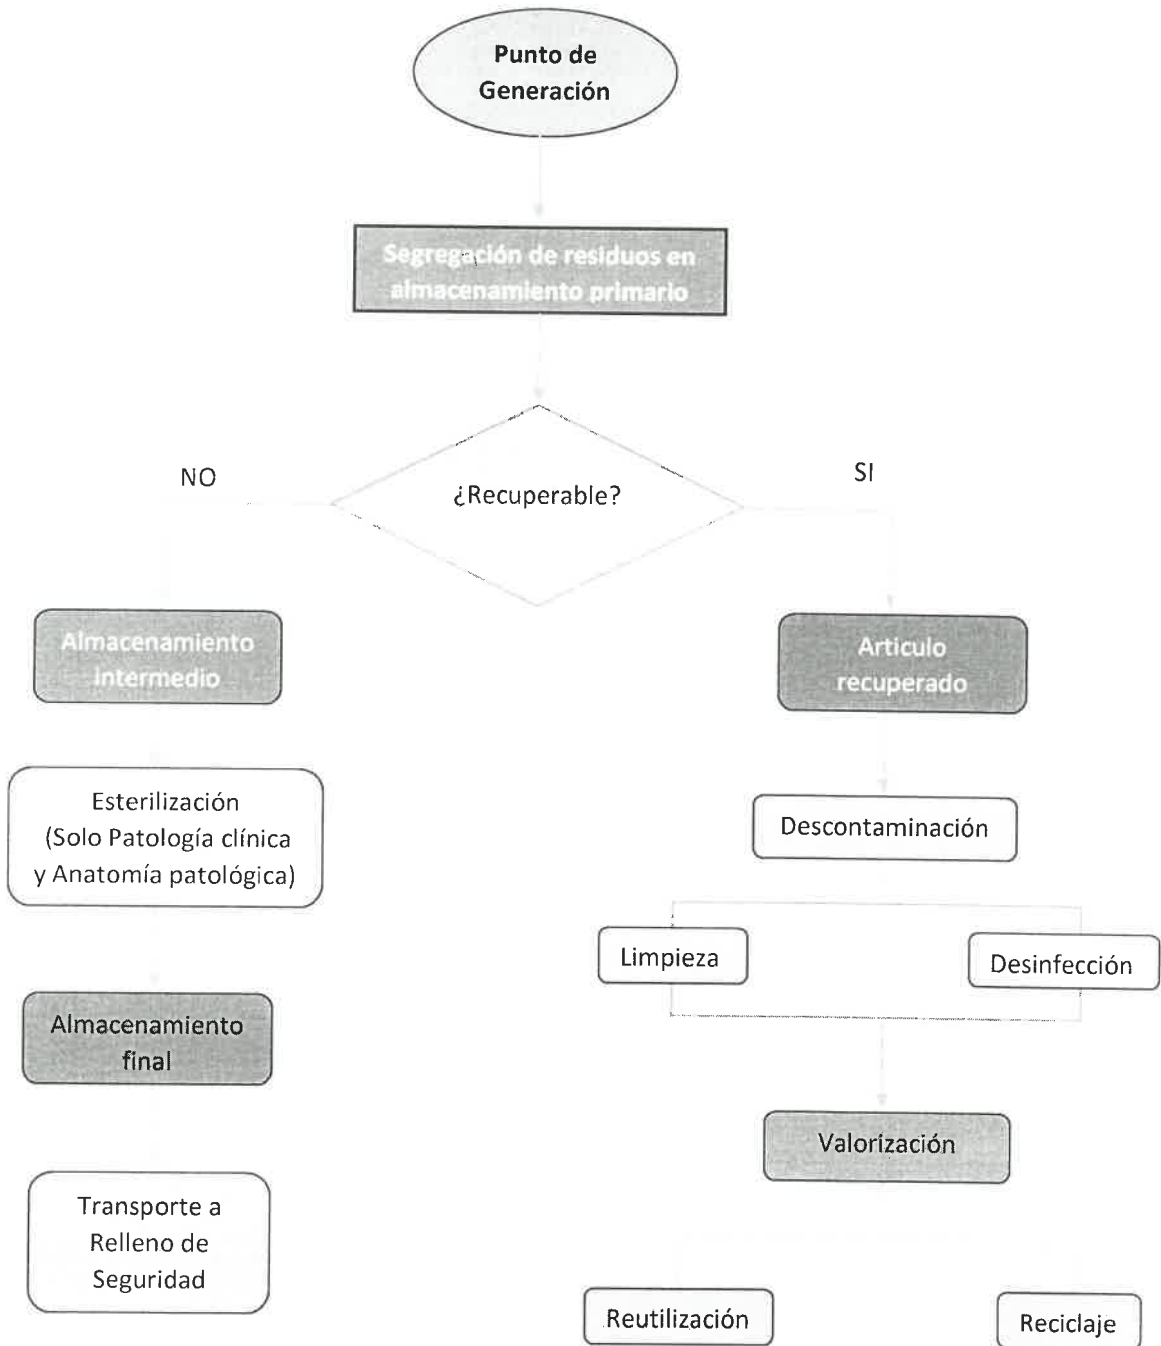 Punto de
Generación
Segregación de residuos en
almacenamiento primario
¿Recuperable?
NO
SI
Almacenamiento
intermedio
Articulo
recuperado
Esterilización
(Solo Patología clínica
y Anatomía patológica)
Descontaminación
Limpieza
Desinfección
Almacenamiento
final
Valorización
Transporte a
Relleno de
Seguridad
Reutilización
Reciclaje